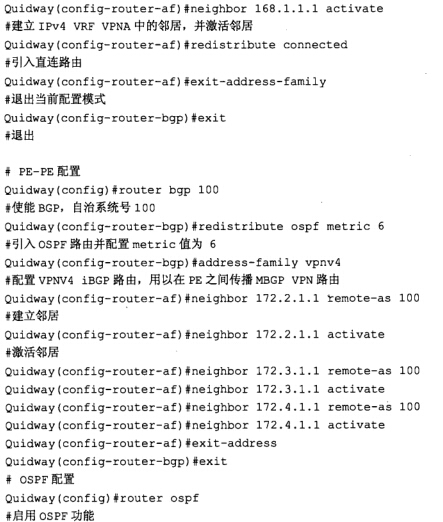 Quidway(config-router-af)#neighbor 168.1.1.1 activate
#建立 IPv4 VRF VPNA 中的邻居，并激活邻居
Quidway(config-router-af)#redistribute connected
#引入直连路由
Quidway(config-router-af)#exit-address-family
#退出当前配置模式
Quidway(config-router-bgp)#exit
#退出
# PE-PE 配置
Quidway(config)#router bgp 100
#使能 BGP，自治系统号 100
Quidway(config-router-bgp)#redistribute ospf metric 6
#引入 OSPF 路由并配置 metric 值为 6
Quidway(config-router-bgp)#address-family vpnv4
#配置 VPNV4 iBGP 路由，用以在 PE 之间传播 MBGP VPN 路由
Quidway(config-router-af)#neighbor 172.2.1.1 remote-as 100
#建立邻居
Quidway(config-router-af)#neighbor 172.2.1.1 activate
#激活邻居
Quidway(config-router-af)#neighbor 172.3.1.1 remote-as 100
Quidway(config-router-af)#neighbor 172.3.1.1 activate
Quidway(config-router-af)#neighbor 172.4.1.1 remote-as 100
Quidway(config-router-af)#neighbor 172.4.1.1 activate
Quidway(config-router-af)#exit-address
Quidway(config-router-bgp)#exit
# OSPF 配置
Quidway(config)#router ospf
#启用 OSPF 功能